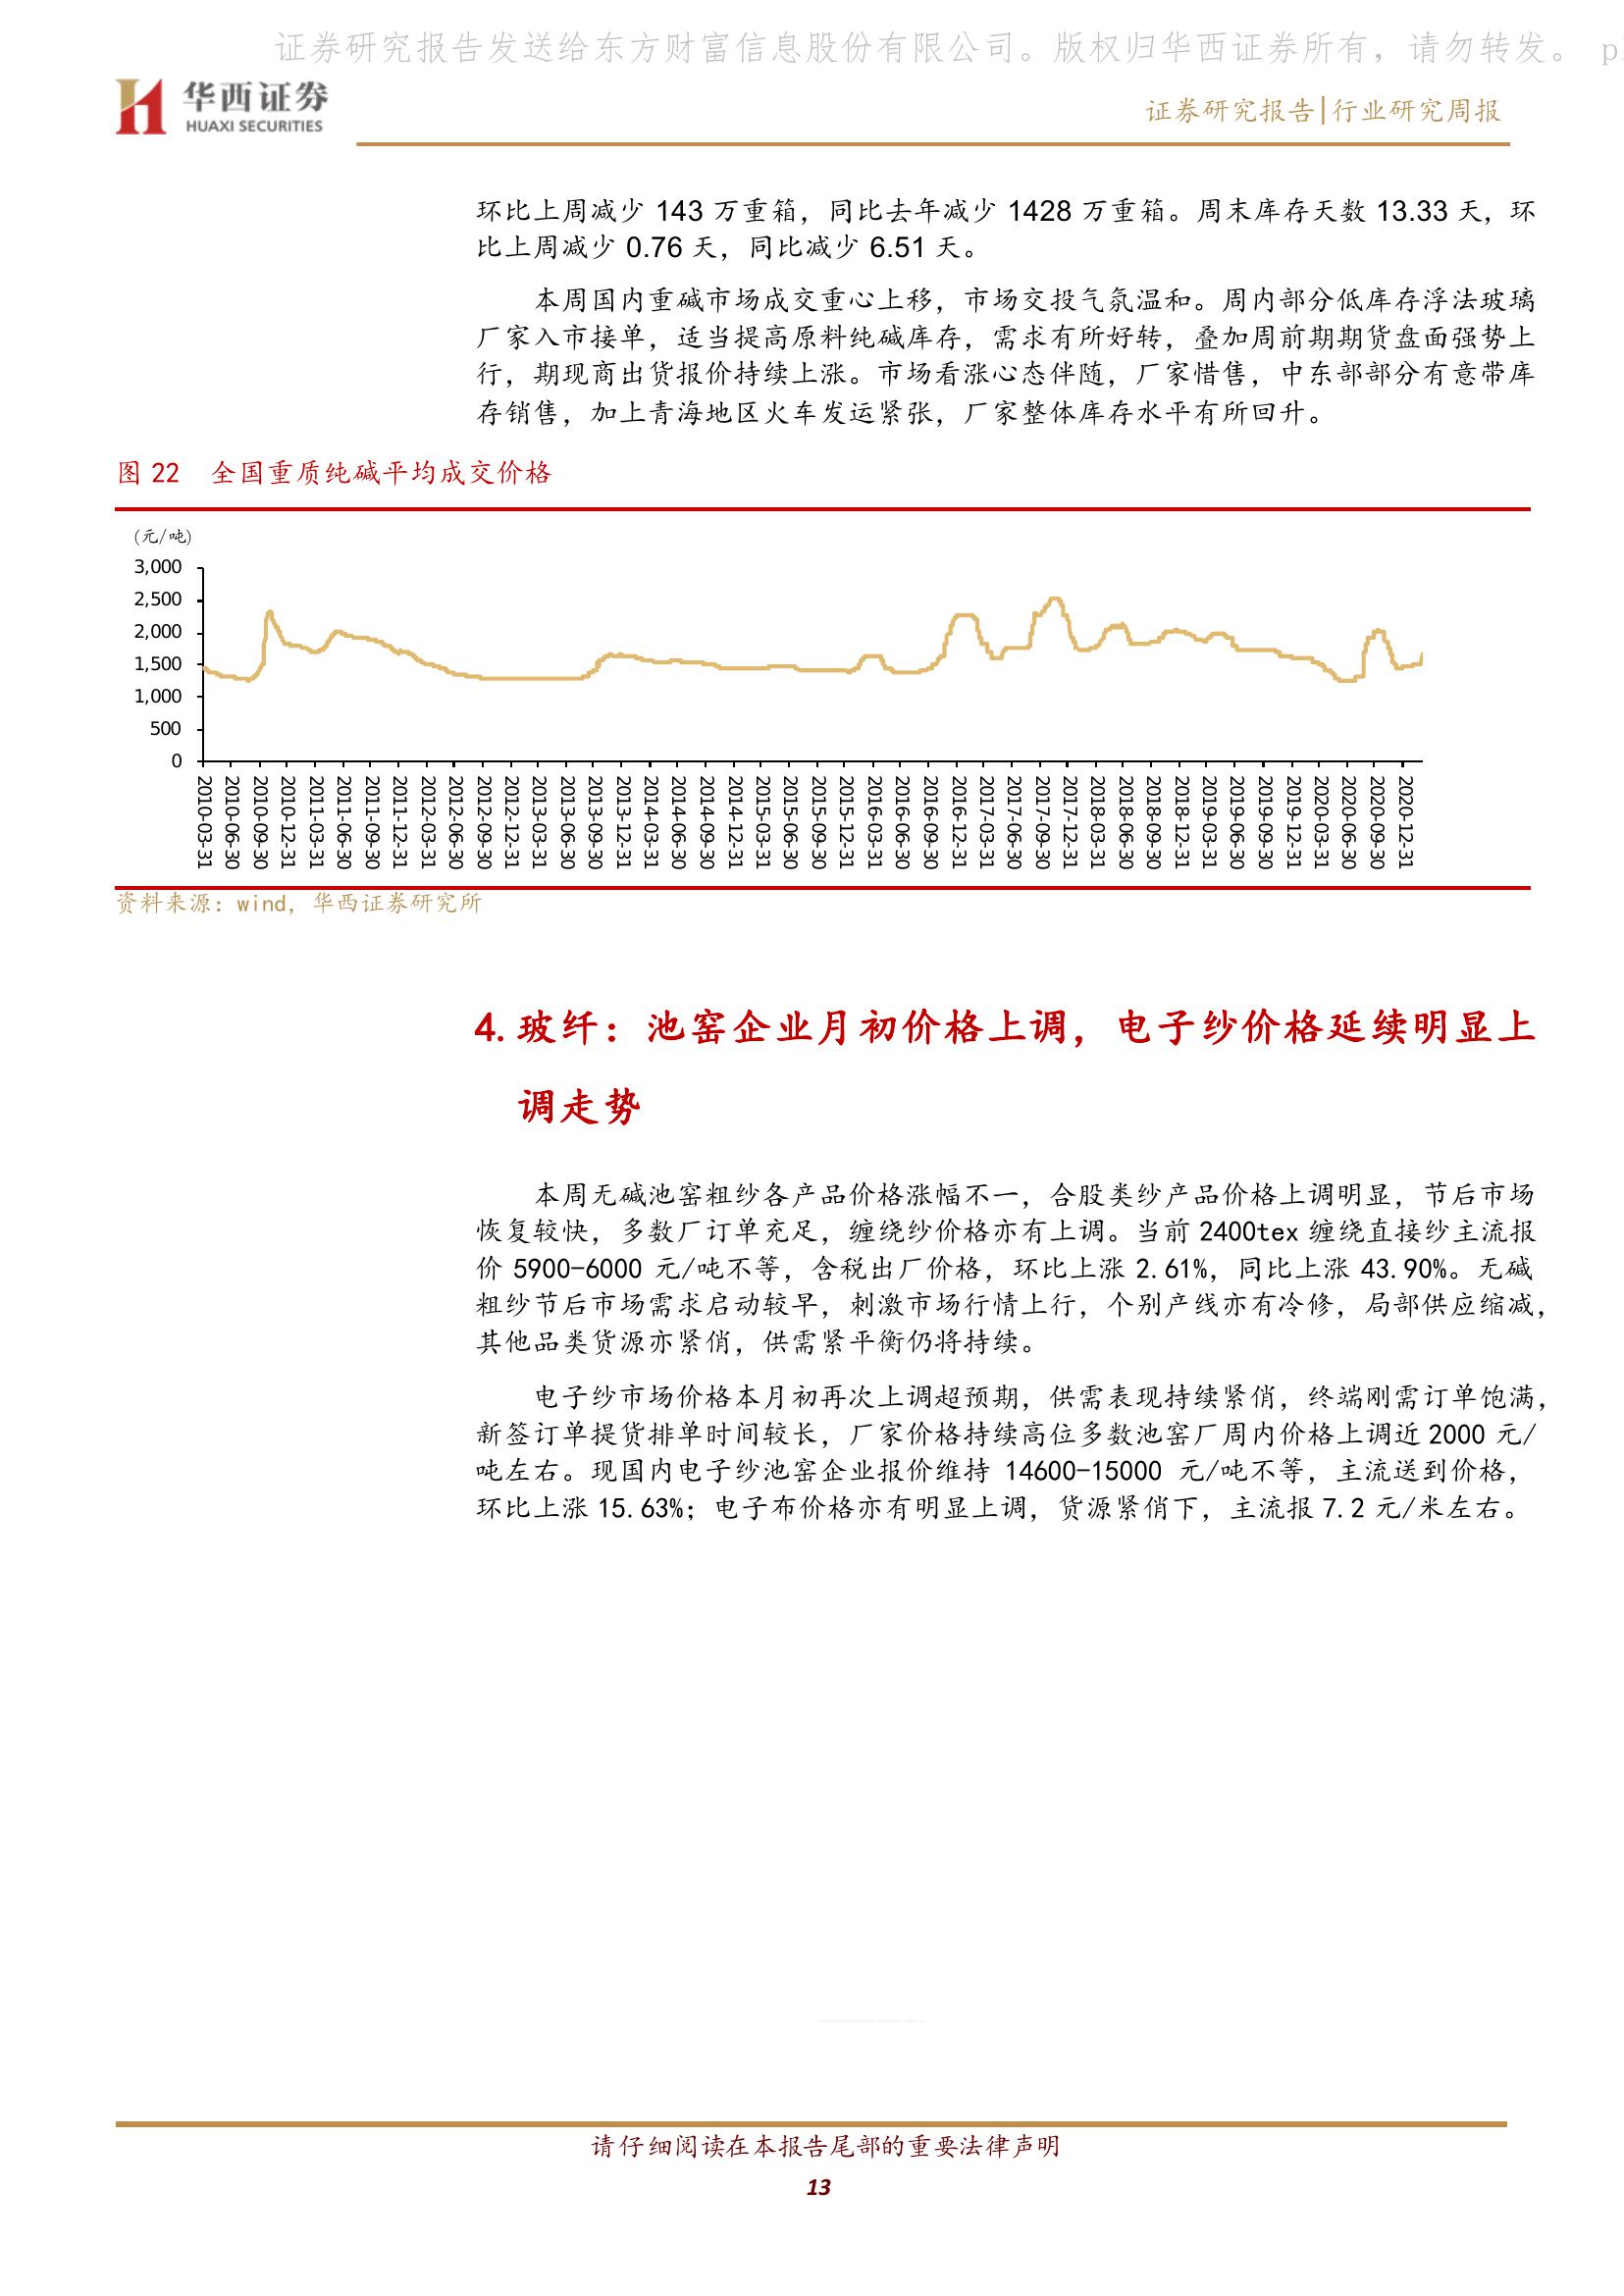 证券研究报告发送给东方财富信息股份有限公司。版权归华西证券所有，请勿转发。 p
华西证券
HUAXI SECURITIES
证券研究报告|行业研究周报
环比上周减少 143 万重箱，同比去年减少 1428 万重箱。周末库存天数 13.33 天，环
比上周减少 0.76 天，同比减少 6.51 天。
本周国内重碱市场成交重心上移，市场交投气氛温和。周内部分低库存浮法玻璃
厂家入市接单，适当提高原料纯碱库存，需求有所好转，叠加周前期期货盘面强势上
行，期现商出货报价持续上涨。市场看涨心态伴随，厂家惜售，中东部部分有意带库
存销售，加上青海地区火车发运紧张，厂家整体库存水平有所回升。
图 22 全国重质纯碱平均成交价格
(元/吨)
3,000
2,500
2,000
1,500
1,000
500
0
2010-03-31
2010-06-30
2010-09-30
2010-12-31
2011-03-31
2011-06-30
2011-09-30
2011-12-31
2012-03-31
2012-06-30
2012-09-30
2012-12-31
2013-03-31
2013-06-30
2013-09-30
2013-12-31
2014-03-31
2014-06-30
2014-09-30
2014-12-31
2015-03-31
2015-06-30
2015-09-30
2015-12-31
2016-03-31
2016-06-30
2016-09-30
2016-12-31
2017-03-31
2017-06-30
2017-09-30
2017-12-31
2018-03-31
2018-06-30
2018-09-30
2018-12-31
2019-03-31
2019-06-30
2019-09-30
2019-12-31
2020-03-31
2020-06-30
2020-09-30
2020-12-31
资料来源：wind，华西证券研究所
4. 玻纤：池窑企业月初价格上调，电子纱价格延续明显上
调走势
本周无碱池窑粗纱各产品价格涨幅不一，合股类纱产品价格上调明显，节后市场
恢复较快，多数厂订单充足，缠绕纱价格亦有上调。当前 2400tex 缠绕直接纱主流报
价 5900-6000 元/吨不等，含税出厂价格，环比上涨 2.61%，同比上涨 43.90%。无碱
粗纱节后市场需求启动较早，刺激市场行情上行，个别产线亦有冷修，局部供应缩减，
其他品类货源亦紧俏，供需紧平衡仍将持续。
电子纱市场价格本月初再次上调超预期，供需表现持续紧俏，终端刚需订单饱满，
新签订单提货排单时间较长，厂家价格持续高位多数池窑厂周内价格上调近 2000 元/
吨左右。现国内电子纱池窑企业报价维持 14600-15000 元/吨不等，主流送到价格，
环比上涨 15.63%；电子布价格亦有明显上调，货源紧俏下，主流报 7.2 元/米左右。
请仔细阅读在本报告尾部的重要法律声明
13